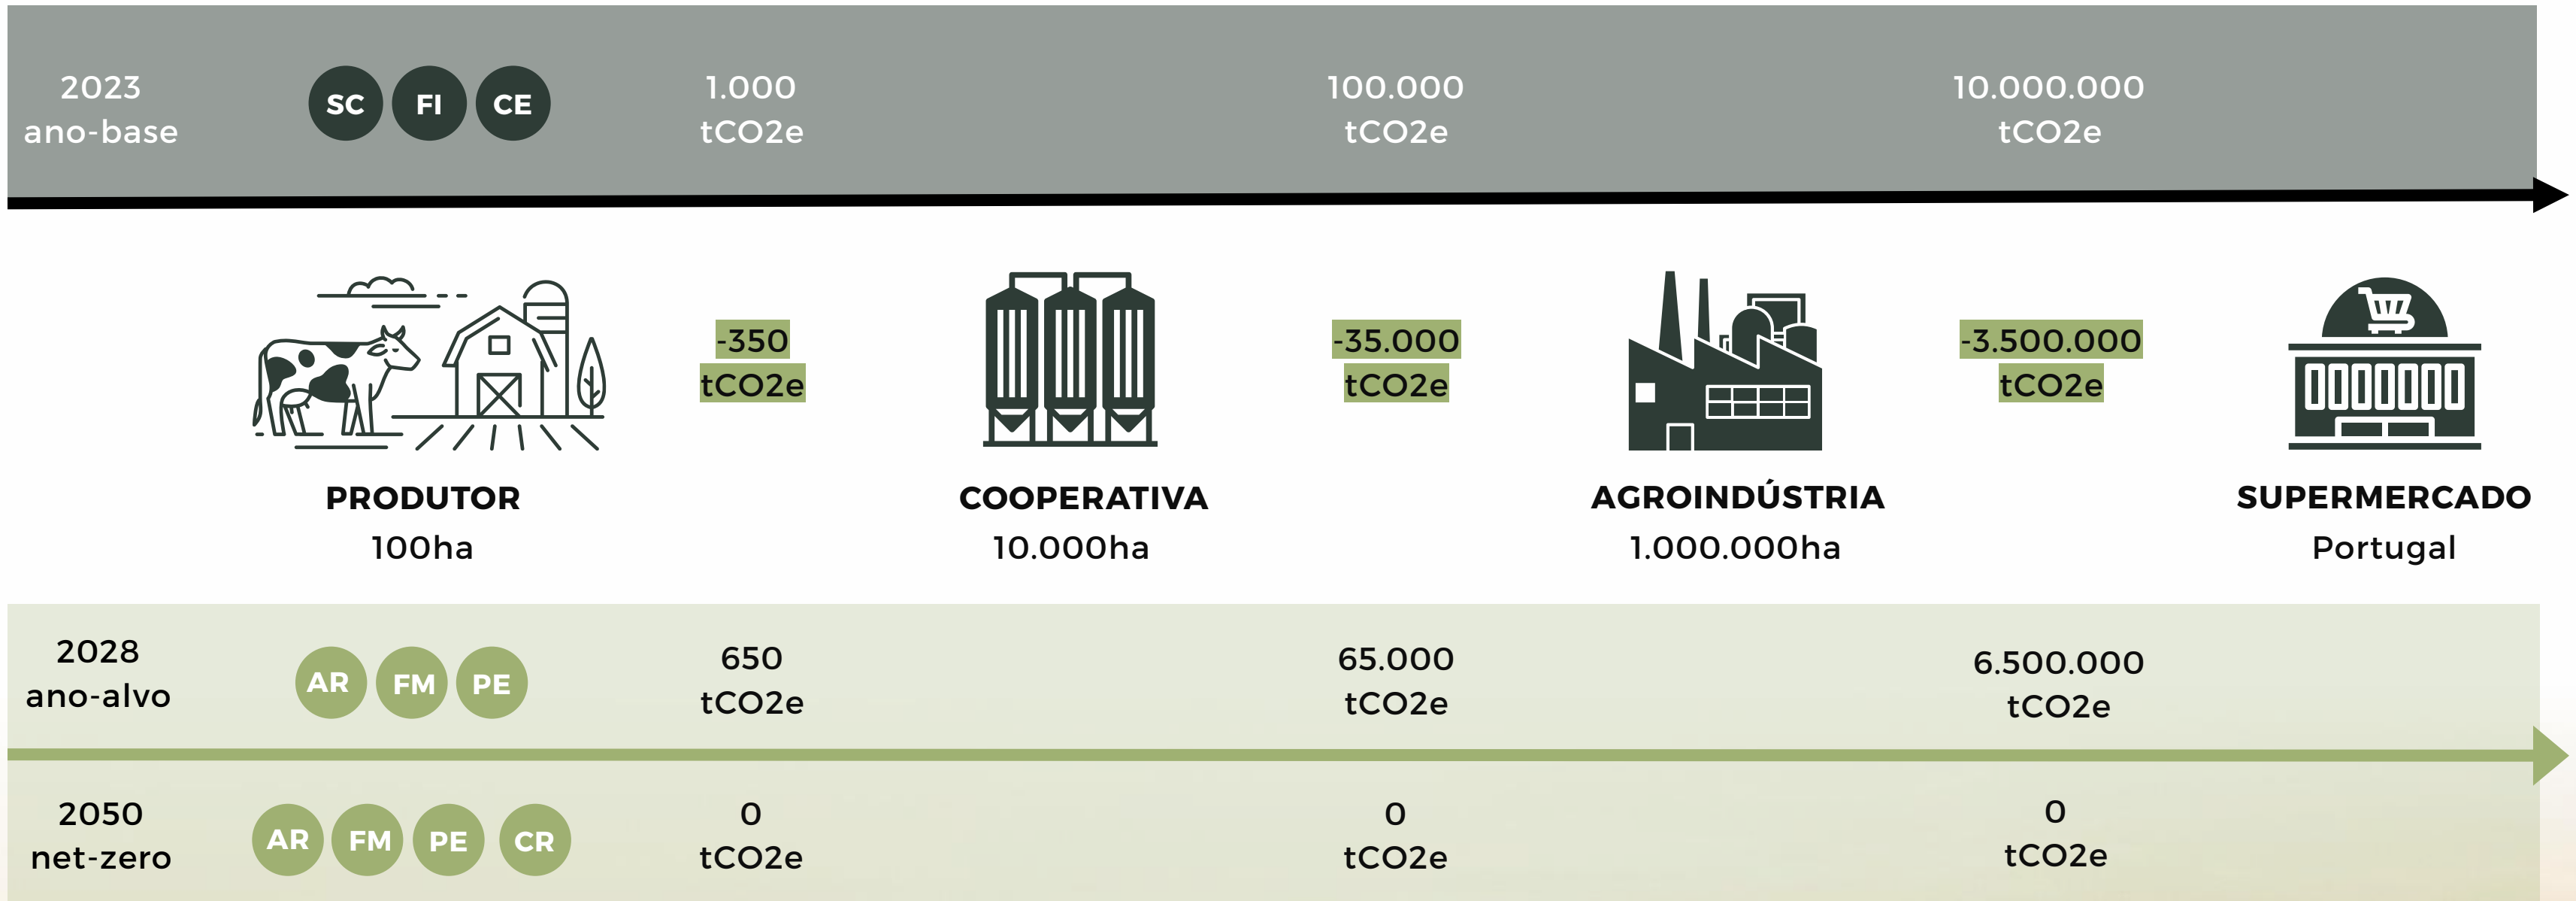 2023
ano-base
SC FI CE
1.000
tCO2e
100.000
tCO2e
10.000.000
tCO2e
-350
tCO2e
-35.000
tCO2e
-3.500.000
tCO2e
PRODUTOR
100ha
COOPERATIVA
10.000ha
AGROINDÚSTRIA
1.000.000ha
SUPERMERCADO
Portugal
2028
ano-alvo
AR FM PE
650
tCO2e
65.000
tCO2e
6.500.000
tCO2e
2050
net-zero
AR FM PE CR
0
tCO2e
0
tCO2e
0
tCO2e